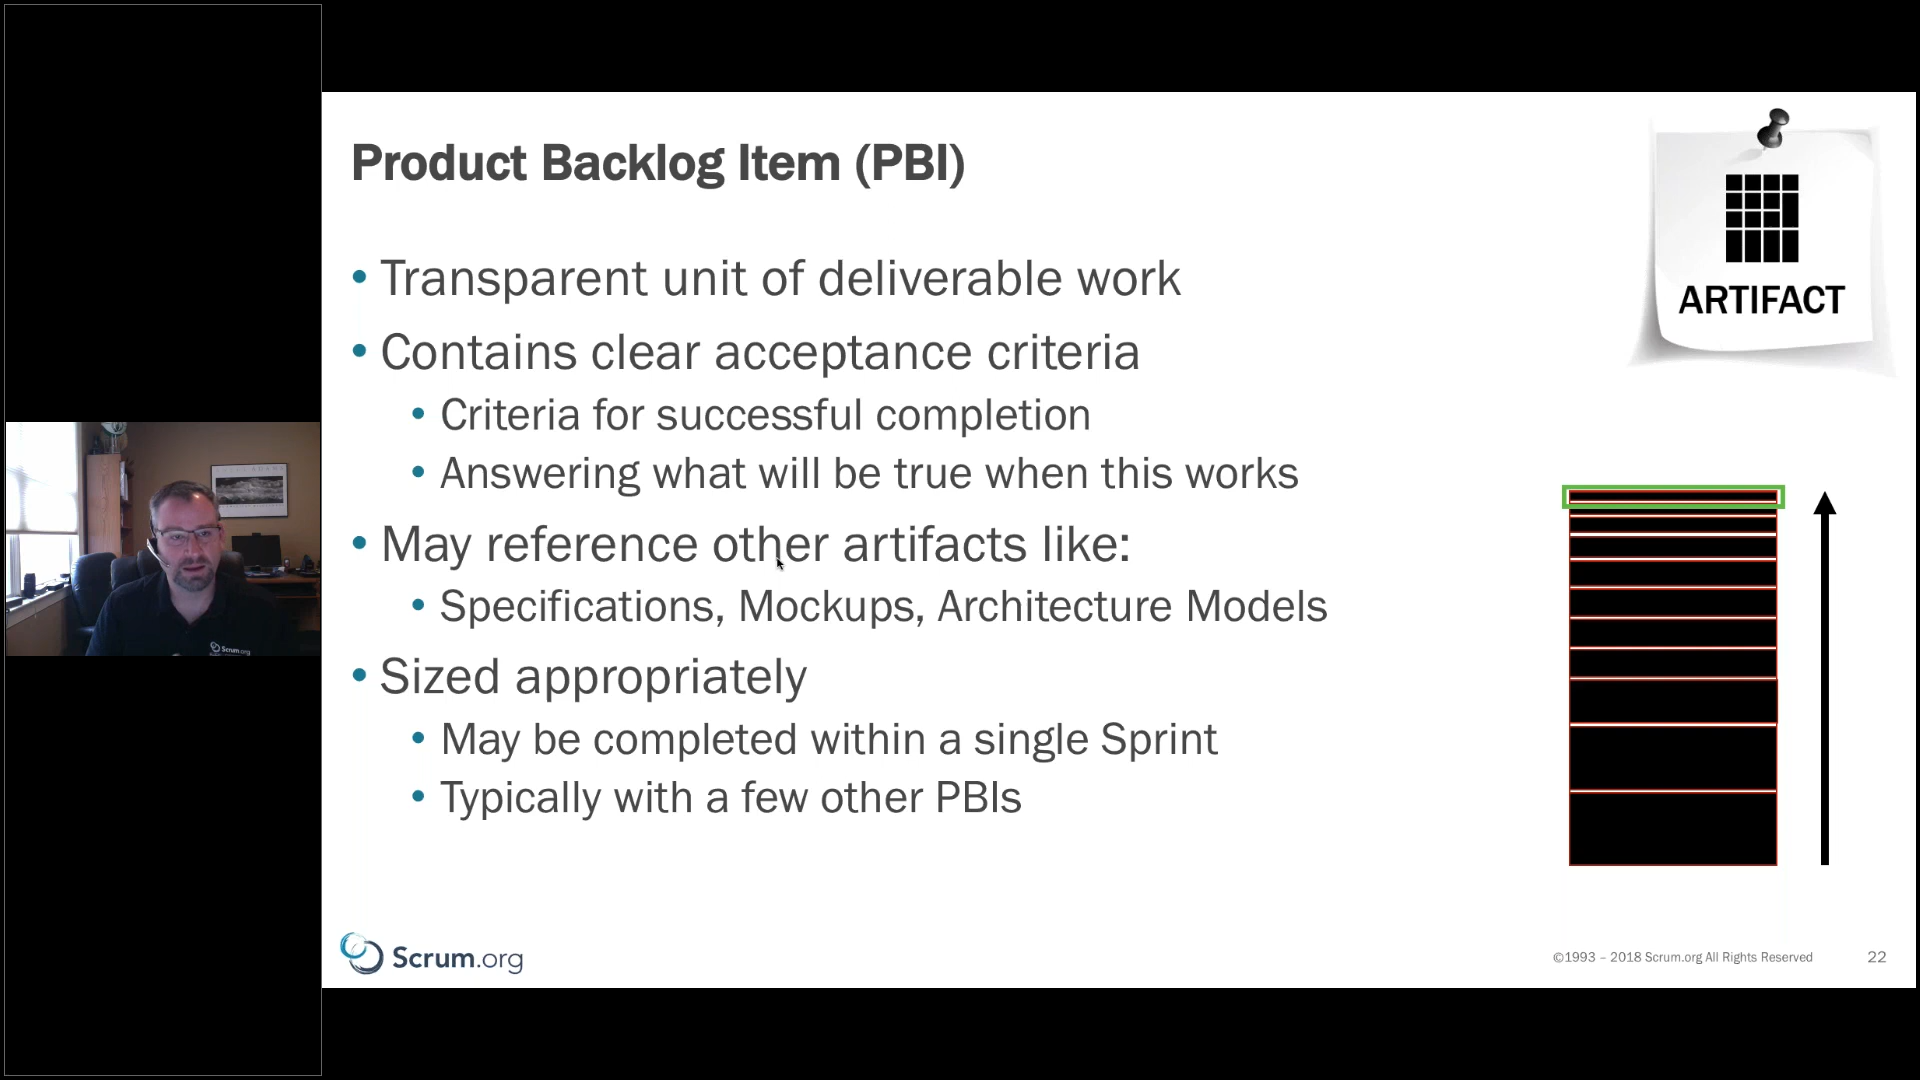 Product Backlog Item (PBI)
• Transparent unit of deliverable work
• Contains clear acceptance criteria
• Criteria for successful completion
• Answering what will be true when this works
• May reference other artifacts like:
• Specifications, Mockups, Architecture Models
• Sized appropriately
• May be completed within a single Sprint
• Typically with a few other PBIs
ARTIFACT
Scrum.org
Scrum.org
©1993 – 2018 Scrum.org All Rights Reserved
22